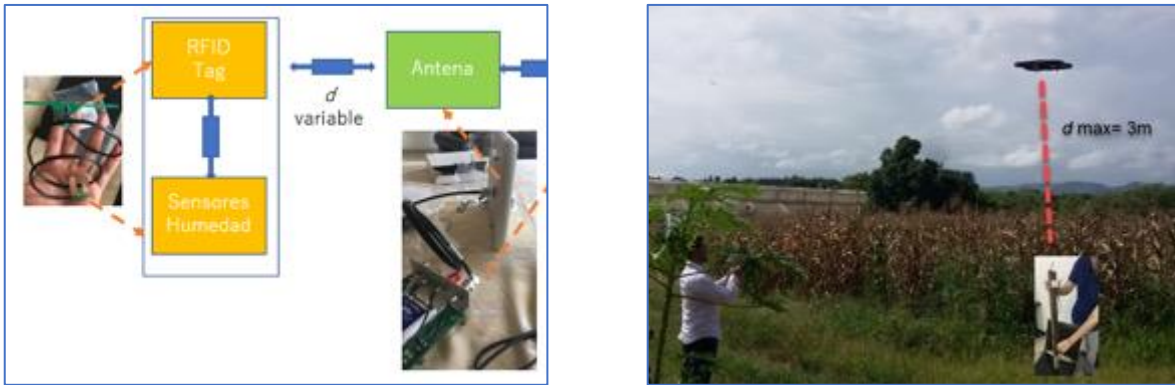 RFID
Tag
Antena
d
variable
Sensores
Humedad
d max= 3m